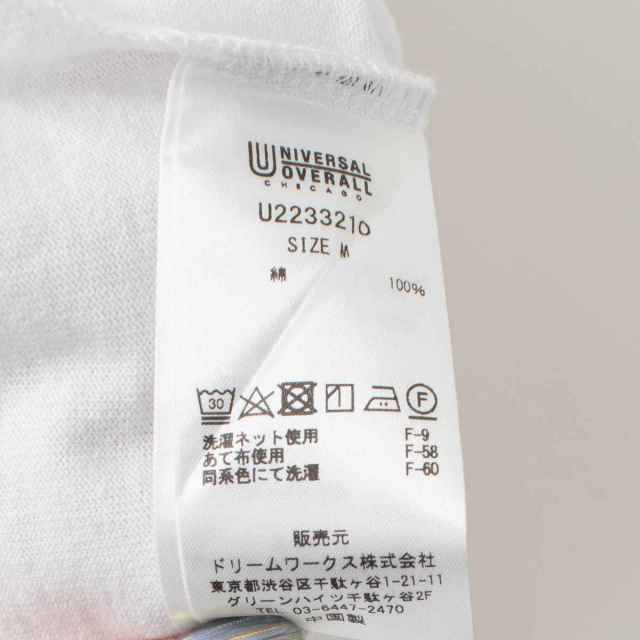 UNIVERSAL
OVERALL
CHICAGO
U2233210
SIZE M
綿 100%
30
洗濯ネット使用 F-9
あて布使用 F-58
同系色にて洗濯 F-60
販売元
ドリームワークス株式会社
東京都渋谷区千駄ヶ谷1-21-11
グリーンハイツ千駄ヶ谷2F
TEL 03-6447-2470
中国製